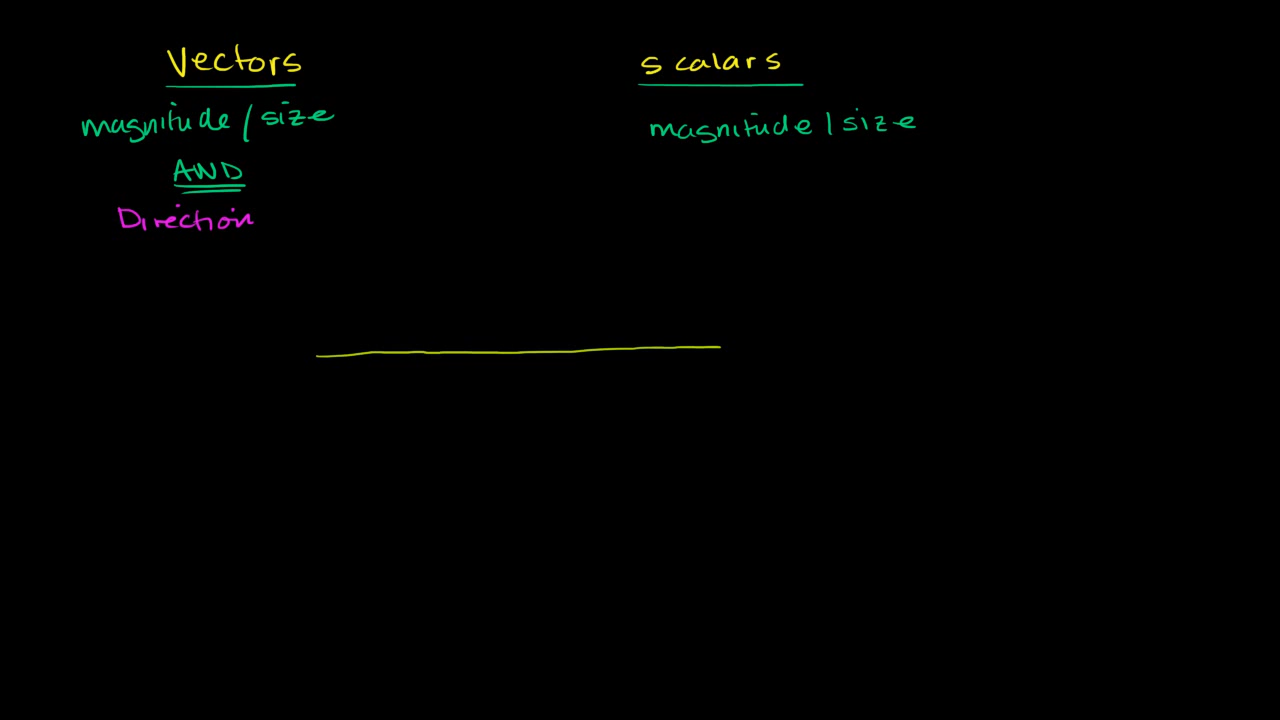 Vectors
magnitude / size
AND
Direction
scalars
magnitude / size